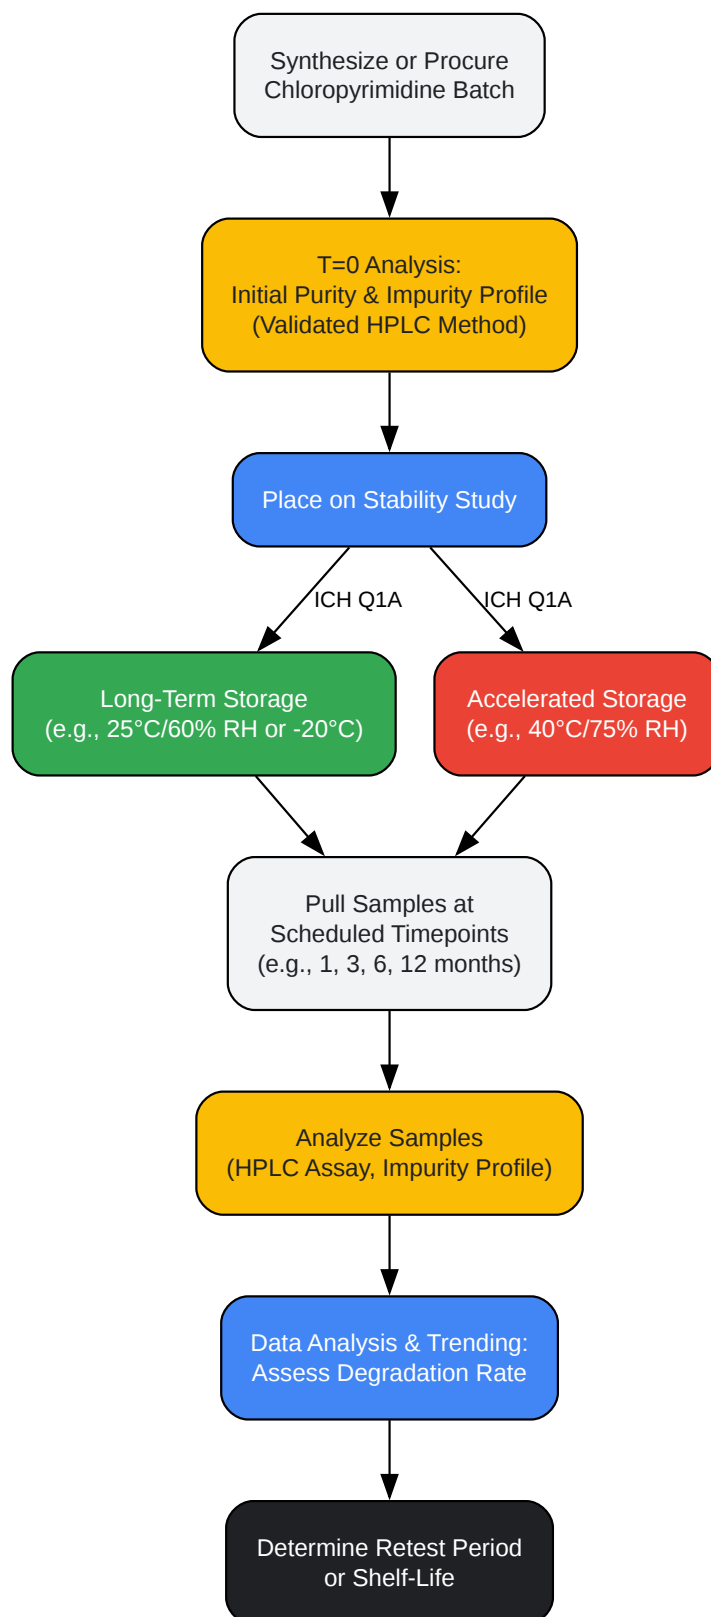 Synthesize or Procure
Chloropyrimidine Batch
T=0 Analysis:
Initial Purity & Impurity Profile
(Validated HPLC Method)
Place on Stability Study
ICH Q1A
ICH Q1A
Long-Term Storage
(e.g., 25°C/60% RH or -20°C)
Accelerated Storage
(e.g., 40°C/75% RH)
Pull Samples at
Scheduled Timepoints
(e.g., 1, 3, 6, 12 months)
Analyze Samples
(HPLC Assay, Impurity Profile)
Data Analysis & Trending:
Assess Degradation Rate
Determine Retest Period
or Shelf-Life